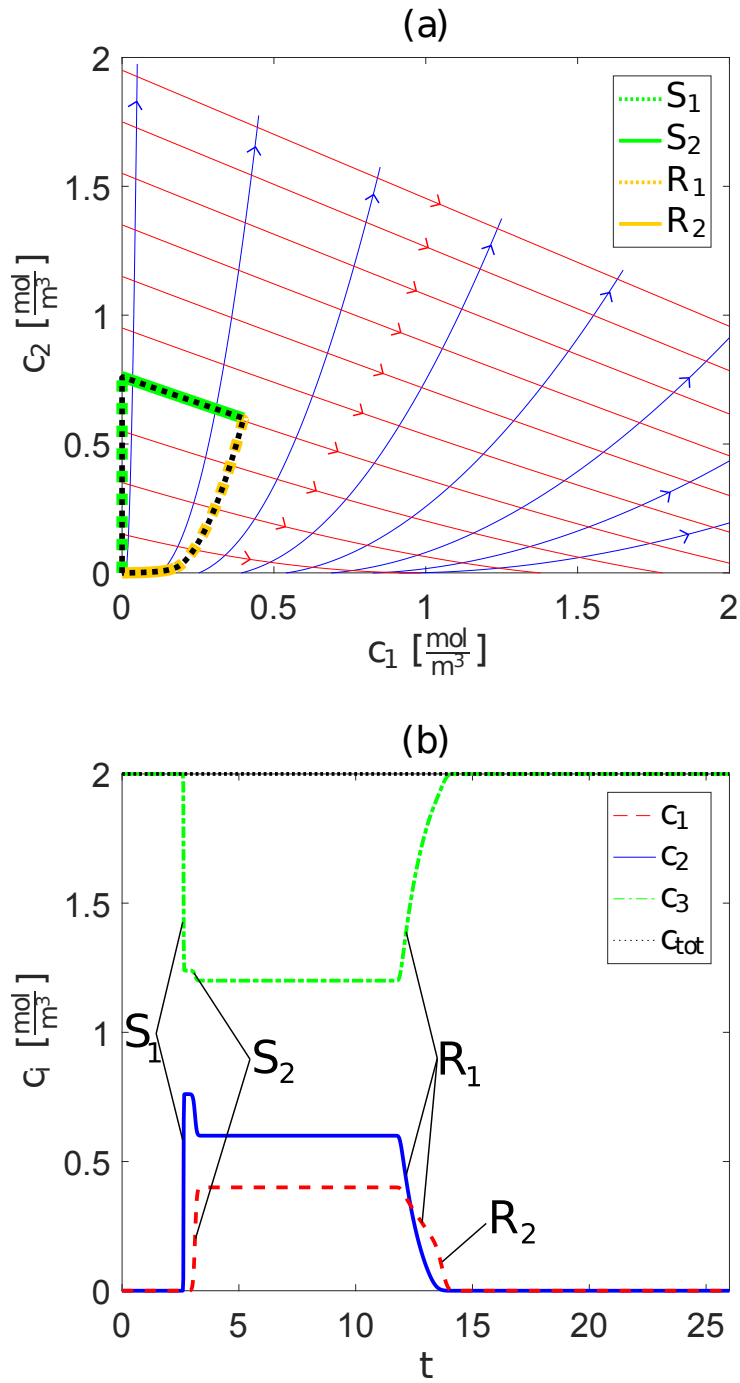 (a)
2
1.5
1
0.5
0
c₂ [mol/m³]
S₁
S₂
R₁
R₂
0 0.5 1 1.5 2
c₁ [mol/m³]
(b)
2
1.5
1
0.5
0
cᵢ [mol/m³]
c₁
c₂
c₃
c_tot
S₁
S₂
R₁
R₂
0 5 10 15 20 25
t